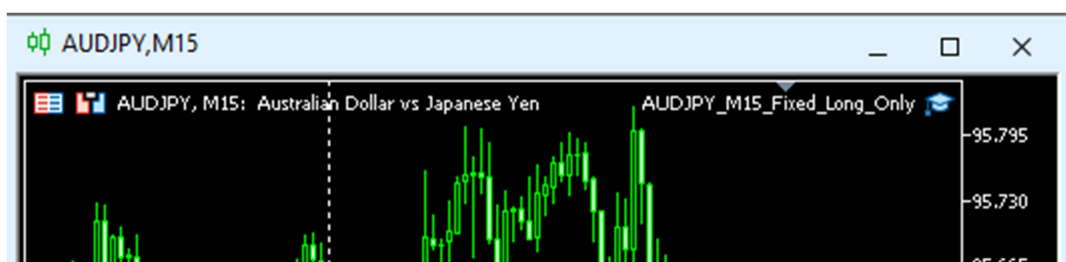 AUDJPY,M15
AUDJPY, M15: Australian Dollar vs Japanese Yen
AUDJPY_M15_Fixed_Long_Only
95.795
95.730